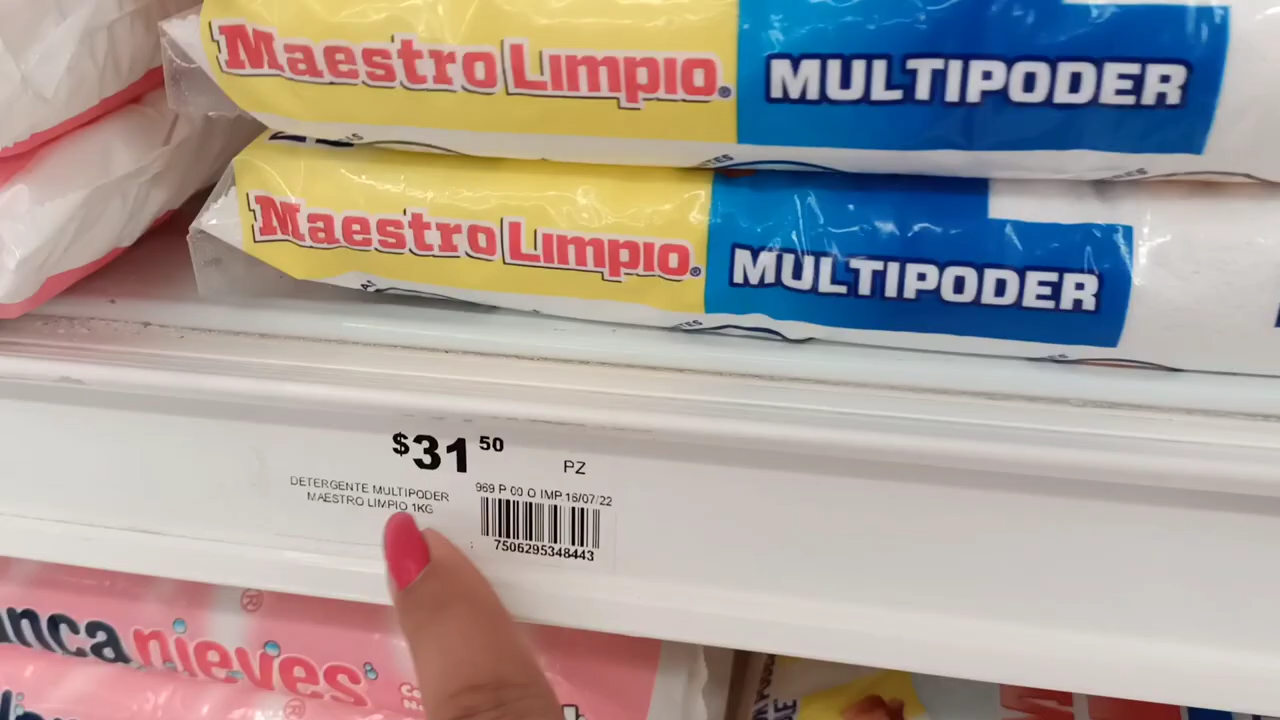 Maestro Limpio®
MULTIPODER
Maestro Limpio®
MULTIPODER
$31 50
PZ
DETERGENTE MULTIPODER
MAESTRO LIMPIO 1KG
969 P 00 O IMP.16/07/22
7506295348443
nieves®